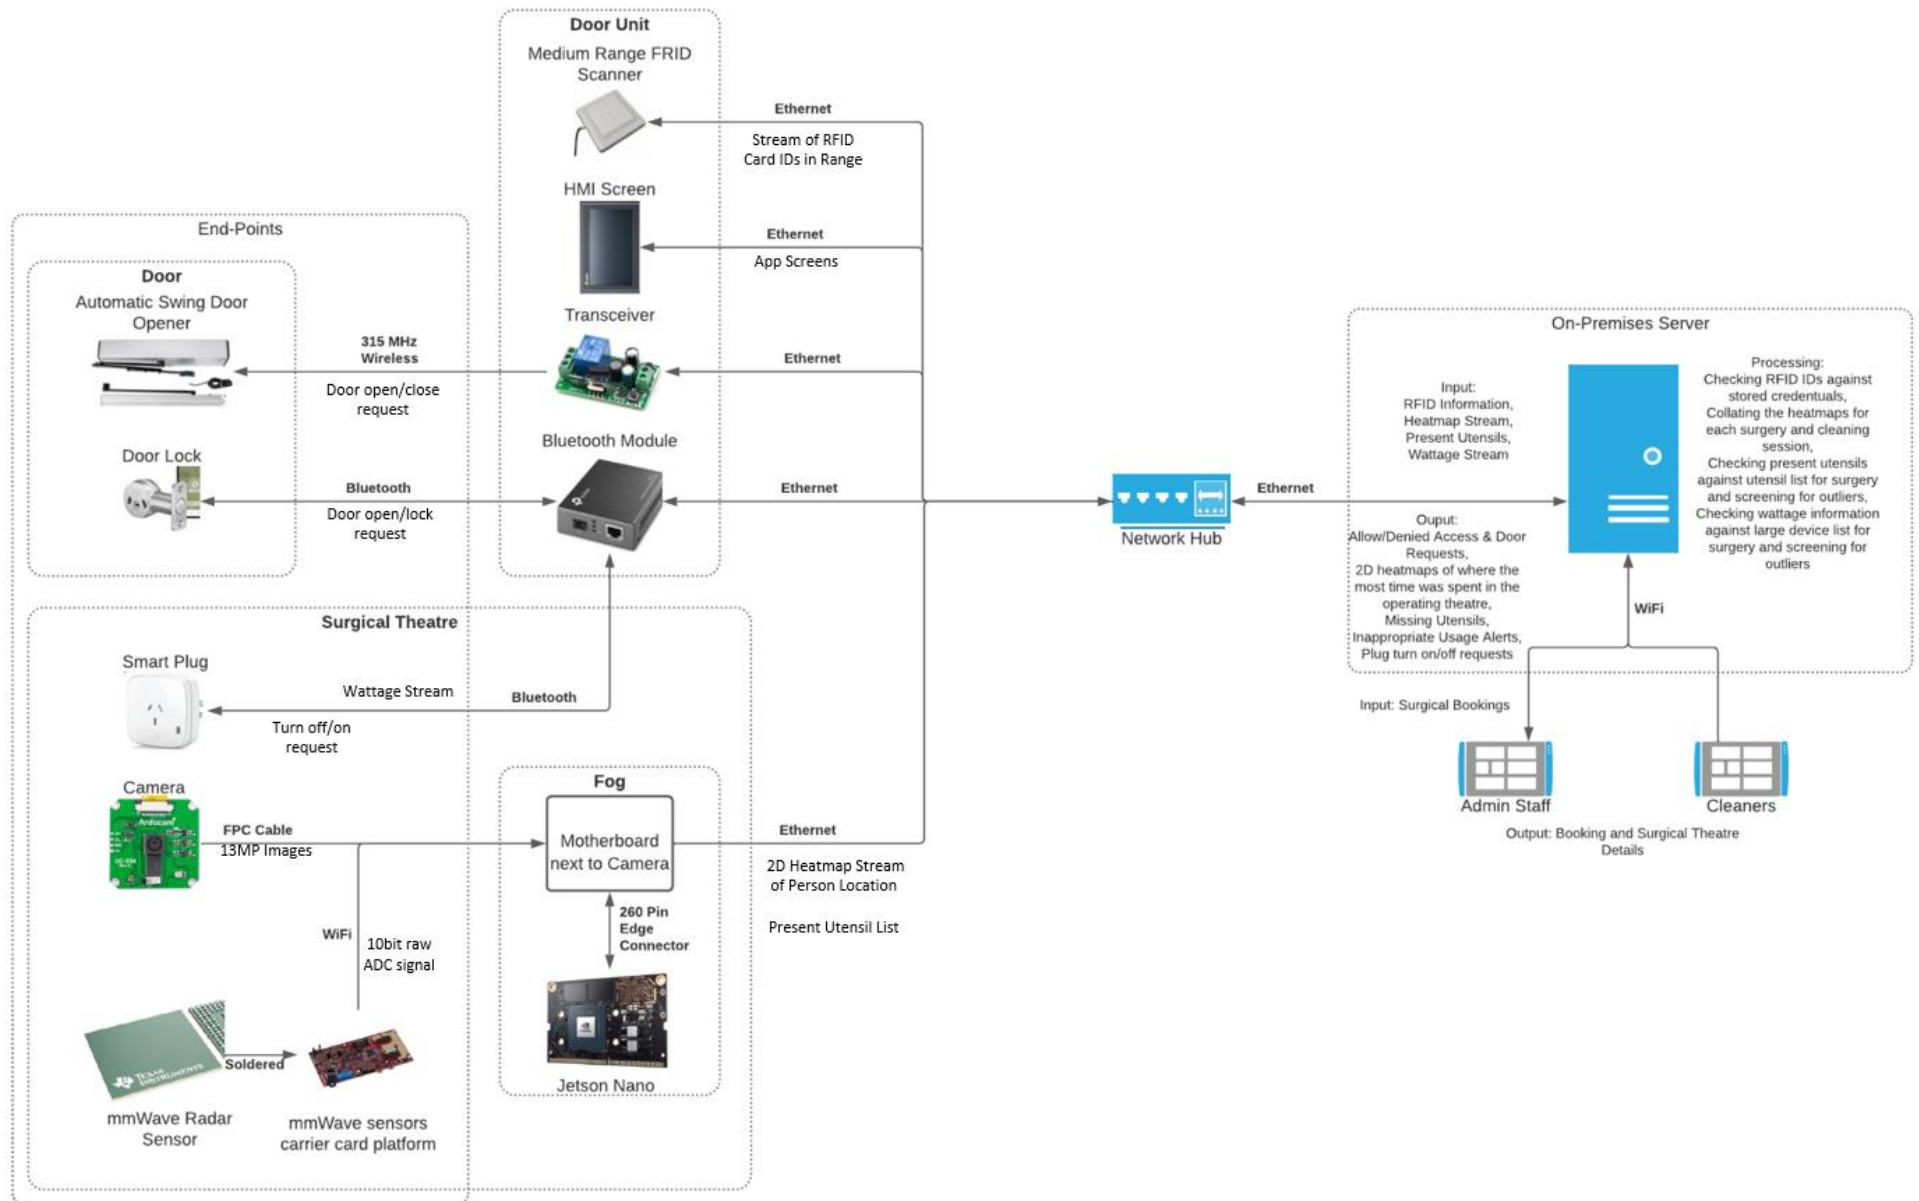 Door Unit
Medium Range FRID
Scanner
Ethernet
Stream of RFID
Card IDs in Range
HMI Screen
Ethernet
App Screens
Transceiver
Ethernet
Bluetooth Module
Ethernet
End-Points
Door
Automatic Swing Door
Opener
315 MHz
Wireless
Door open/close
request
Door Lock
Bluetooth
Door open/lock
request
Surgical Theatre
Smart Plug
Wattage Stream
Bluetooth
Turn off/on
request
Camera
Arducam
FPC Cable
13MP Images
WiFi
10bit raw
ADC signal
Soldered
TEXAS
INSTRUMENTS
mmWave Radar
Sensor
mmWave sensors
carrier card platform
Fog
Motherboard
next to Camera
260 Pin
Edge
Connector
Jetson Nano
Ethernet
2D Heatmap Stream
of Person Location
Present Utensil List
Network Hub
Ethernet
On-Premises Server
Input:
RFID Information,
Heatmap Stream,
Present Utensils,
Wattage Stream
Ouput:
Allow/Denied Access & Door
Requests,
2D heatmaps of where the
most time was spent in the
operating theatre,
Missing Utensils,
Inappropriate Usage Alerts,
Plug turn on/off requests
Processing:
Checking RFID IDs against
stored credentuals,
Collating the heatmaps for
each surgery and cleaning
session,
Checking present utensils
against utensil list for surgery
and screening for outliers,
Checking wattage information
against large device list for
surgery and screening for
outliers
WiFi
Input: Surgical Bookings
Admin Staff
Cleaners
Output: Booking and Surgical Theatre
Details